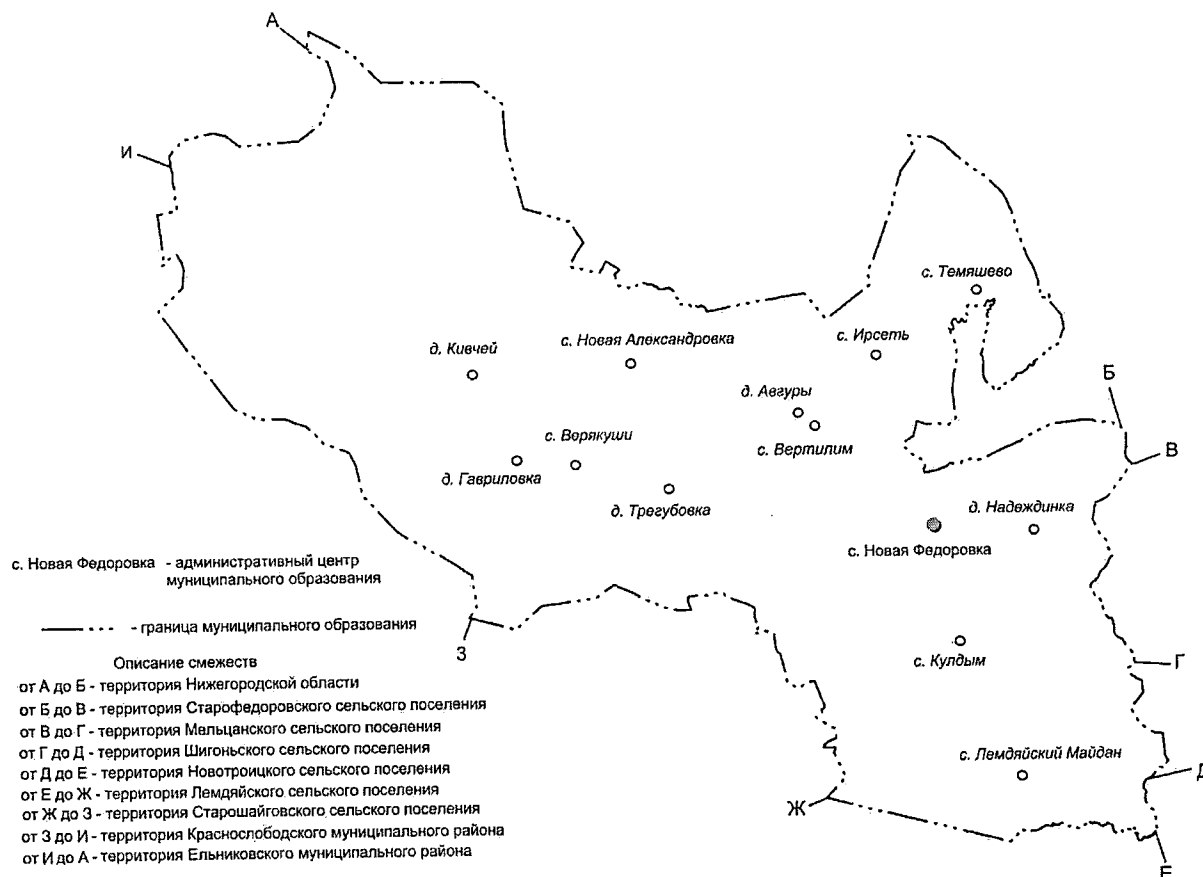 А
И
с. Темяшево
с. Новая Александровка
с. Ирсеть
д. Кивчей
Б
д. Авгуры
с. Верякуши
с. Вертилим
В
д. Гавриловка
д. Трегубовка
д. Надеждинка
с. Новая Федоровка
с. Новая Федоровка - административный центр
муниципального образования
- граница муниципального образования
З
с. Кулдым
Г
Описание смежеств
от А до Б - территория Нижегородской области
от Б до В - территория Старофедоровского сельского поселения
от В до Г - территория Мельцанского сельского поселения
от Г до Д - территория Шигоньского сельского поселения
от Д до Е - территория Новотроицкого сельского поселения
от Е до Ж - территория Лемдяйского сельского поселения
от Ж до З - территория Старошайговского сельского поселения
от З до И - территория Краснослободского муниципального района
от И до А - территория Ельниковского муниципального района
с. Лемдяйский Майдан
Д
Ж
Е